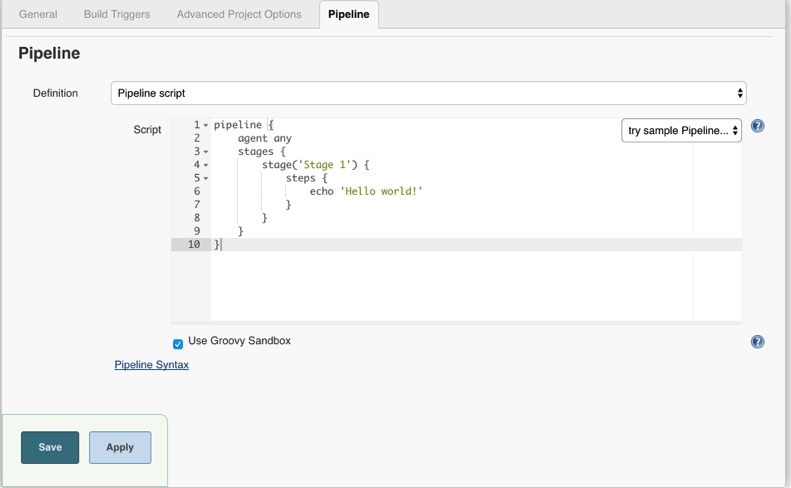 General Build Triggers Advanced Project Options Pipeline
Pipeline
Definition Pipeline script
Script try sample Pipeline...
1 pipeline {
2     agent any
3     stages {
4         stage('Stage 1') {
5             steps {
6                 echo 'Hello world!'
7             }
8         }
9     }
10 }
Use Groovy Sandbox
Pipeline Syntax
Save Apply